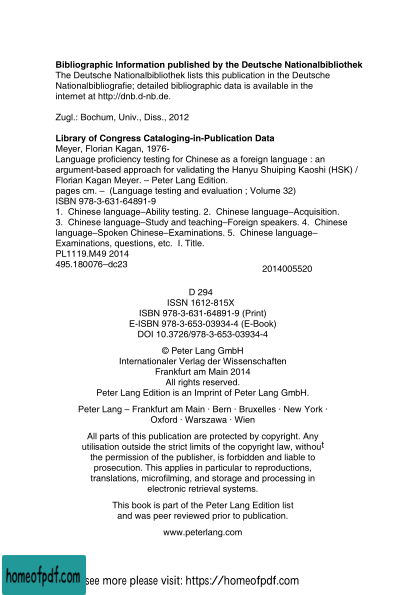 Bibliographic Information published by the Deutsche Nationalbibliothek
The Deutsche Nationalbibliothek lists this publication in the Deutsche
Nationalbibliografie; detailed bibliographic data is available in the
internet at http://dnb.d-nb.de.
Zugl.: Bochum, Univ., Diss., 2012
Library of Congress Cataloging-in-Publication Data
Meyer, Florian Kagan, 1976-
Language proficiency testing for Chinese as a foreign language : an
argument-based approach for validating the Hanyu Shuiping Kaoshi (HSK) /
Florian Kagan Meyer. – Peter Lang Edition.
pages cm. – (Language testing and evaluation ; Volume 32)
ISBN 978-3-631-64891-9
1. Chinese language–Ability testing. 2. Chinese language–Acquisition.
3. Chinese language–Study and teaching–Foreign speakers. 4. Chinese
language–Spoken Chinese–Examinations. 5. Chinese language–
Examinations, questions, etc. I. Title.
PL1119.M49 2014
495.180076–dc23
2014005520
D 294
ISSN 1612-815X
ISBN 978-3-631-64891-9 (Print)
E-ISBN 978-3-653-03934-4 (E-Book)
DOI 10.3726/978-3-653-03934-4
© Peter Lang GmbH
Internationaler Verlag der Wissenschaften
Frankfurt am Main 2014
All rights reserved.
Peter Lang Edition is an Imprint of Peter Lang GmbH.
Peter Lang – Frankfurt am Main · Bern · Bruxelles · New York ·
Oxford · Warszawa · Wien
All parts of this publication are protected by copyright. Any
utilisation outside the strict limits of the copyright law, without
the permission of the publisher, is forbidden and liable to
prosecution. This applies in particular to reproductions,
translations, microfilming, and storage and processing in
electronic retrieval systems.
This book is part of the Peter Lang Edition list
and was peer reviewed prior to publication.
www.peterlang.com
homeofpdf.com
see more please visit: https://homeofpdf.com